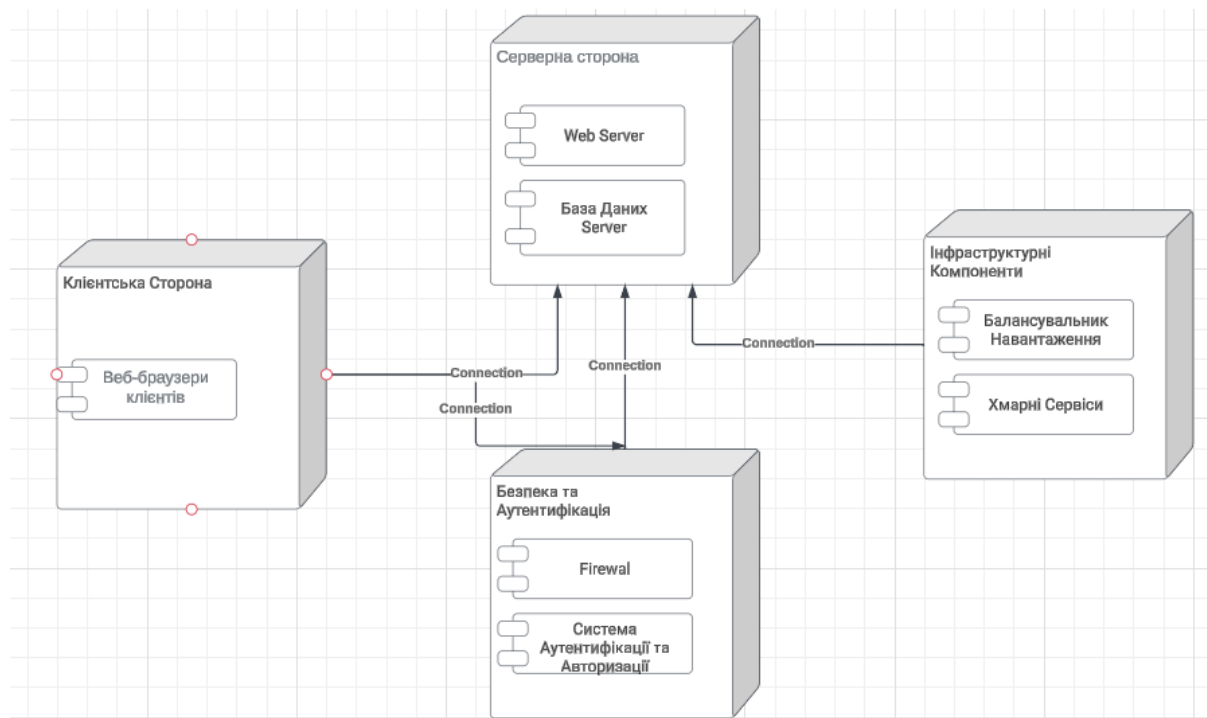 Серверна сторона
Web Server
База Даних
Server
Клієнтська Сторона
Веб-браузери
клієнтів
Інфраструктурні
Компоненти
Балансувальник
Навантаження
Хмарні Сервіси
Connection
Connection
Connection
Connection
Безпека та
Аутентифікація
Firewal
Система
Аутентифікації та
Авторизації